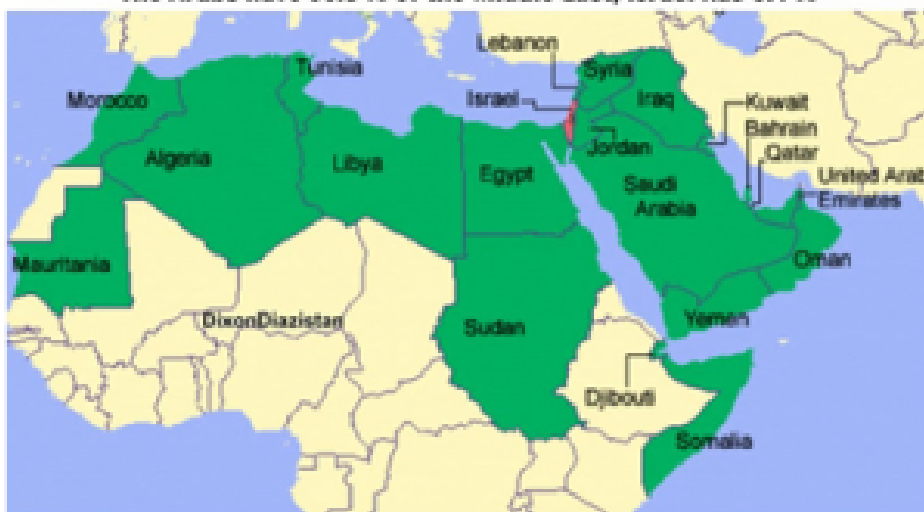 Lebanon
Tunisia
Syria
Morocco
Israel
Iraq
Kuwait
Bahrain
Jordan
Qatar
Algeria
Libya
Egypt
Saudi
Arabia
United Arab
Emirates
Mauritania
Oman
DixonDiazistan
Sudan
Yemen
Djibouti
Somalia